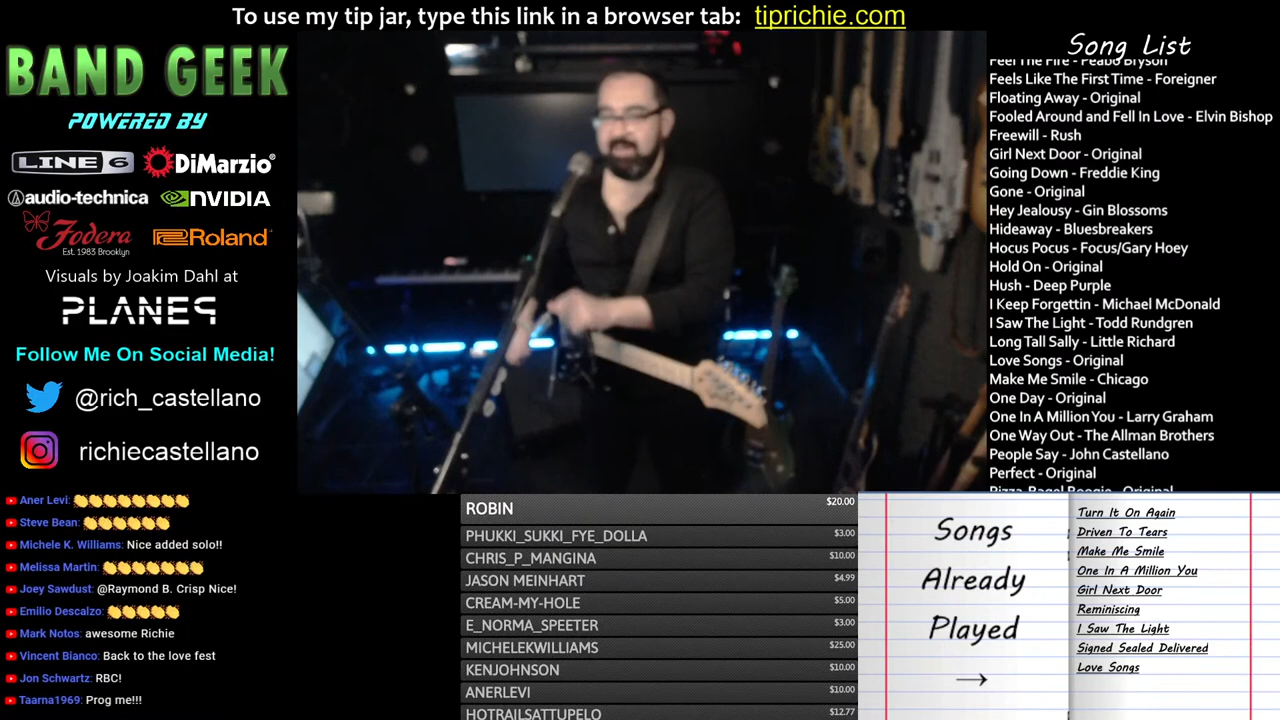 To use my tip jar, type this link in a browser tab: tiprichie.com
BAND GEEK
POWERED BY
LINE 6
DiMarzio®
audio-technica
NVIDIA
Fodera
Est. 1983 Brooklyn
Roland
Visuals by Joakim Dahl at
PLANE9
Follow Me On Social Media!
@rich_castellano
richiecastellano
Song List
Feel The Fire - Peabo Bryson
Feels Like The First Time - Foreigner
Floating Away - Original
Fooled Around and Fell In Love - Elvin Bishop
Freewill - Rush
Girl Next Door - Original
Going Down - Freddie King
Gone - Original
Hey Jealousy - Gin Blossoms
Hideaway - Bluesbreakers
Hocus Pocus - Focus/Gary Hoey
Hold On - Original
Hush - Deep Purple
I Keep Forgettin - Michael McDonald
I Saw The Light - Todd Rundgren
Long Tall Sally - Little Richard
Love Songs - Original
Make Me Smile - Chicago
One Day - Original
One In A Million You - Larry Graham
One Way Out - The Allman Brothers
People Say - John Castellano
Perfect - Original
Pizza Bagel Boogie - Original
Aner Levi:
Steve Bean:
Michele K. Williams: Nice added solo!!
Melissa Martin:
Joey Sawdust: @Raymond B. Crisp Nice!
Emilio Descalzo:
Mark Notos: awesome Richie
Vincent Bianco: Back to the love fest
Jon Schwartz: RBC!
Taarna1969: Prog me!!!
ROBIN $20.00
PHUKKI_SUKKI_FYE_DOLLA $3.00
CHRIS_P_MANGINA $10.00
JASON MEINHART $4.99
CREAM-MY-HOLE $5.00
E_NORMA_SPEETER $3.00
MICHELEKWILLIAMS $25.00
KENJOHNSON $10.00
ANERLEVI $10.00
HOTRAILSATTUPELO $12.77
Songs
Already
Played
→
Turn It On Again
Driven To Tears
Make Me Smile
One In A Million You
Girl Next Door
Reminiscing
I Saw The Light
Signed Sealed Delivered
Love Songs